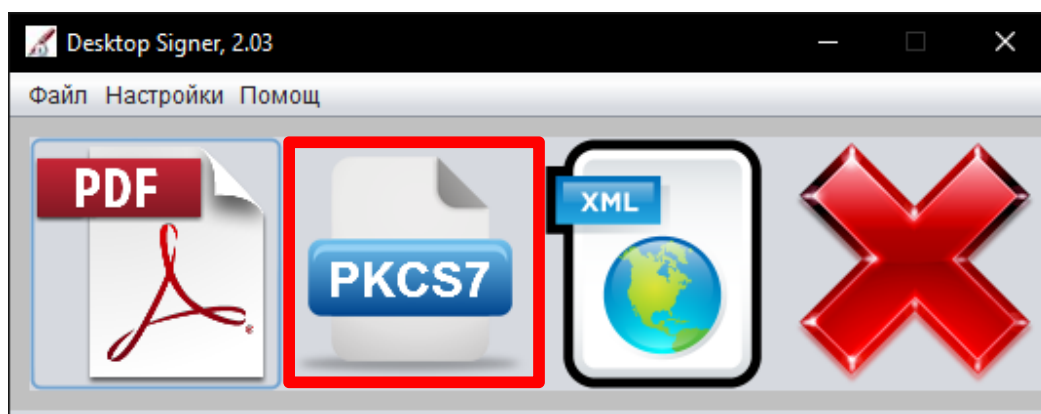 Desktop Signer, 2.03
Файл Настройки Помощ
PDF
PKCS7
XML